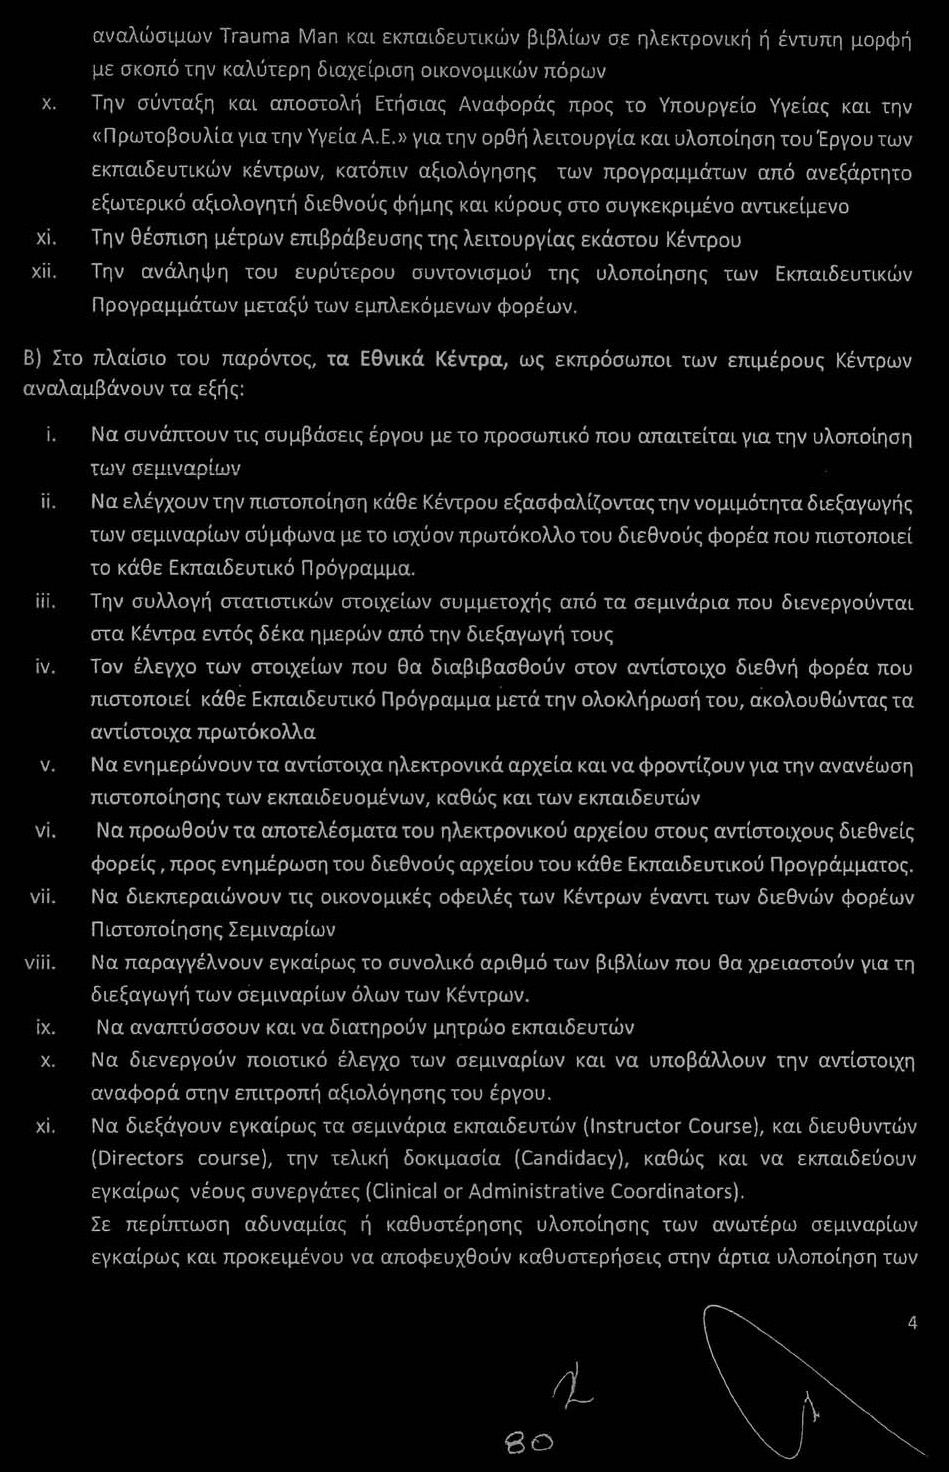 αναλώσιμων Trauma Man και εκπαιδευτικών βιβλίων σε ηλεκτρονική ή έντυπη μορφή
με σκοπό την καλύτερη διαχείριση οικονομικών πόρων
x. Την σύνταξη και αποστολή Ετήσιας Αναφοράς προς το Υπουργείο Υγείας και την
«Πρωτοβουλία για την Υγεία Α.Ε.» για την ορθή λειτουργία και υλοποίηση του Έργου των
εκπαιδευτικών κέντρων, κατόπιν αξιολόγησης των προγραμμάτων από ανεξάρτητο
εξωτερικό αξιολογητή διεθνούς φήμης και κύρους στο συγκεκριμένο αντικείμενο
xi. Την θέσπιση μέτρων επιβράβευσης της λειτουργίας εκάστου Κέντρου
xii. Την ανάληψη του ευρύτερου συντονισμού της υλοποίησης των Εκπαιδευτικών
Προγραμμάτων μεταξύ των εμπλεκόμενων φορέων.
Β) Στο πλαίσιο του παρόντος, τα Εθνικά Κέντρα, ως εκπρόσωποι των επιμέρους Κέντρων
αναλαμβάνουν τα εξής:
i. Να συνάπτουν τις συμβάσεις έργου με το προσωπικό που απαιτείται για την υλοποίηση
των σεμιναρίων
ii. Να ελέγχουν την πιστοποίηση κάθε Κέντρου εξασφαλίζοντας την νομιμότητα διεξαγωγής
των σεμιναρίων σύμφωνα με το ισχύον πρωτόκολλο του διεθνούς φορέα που πιστοποιεί
το κάθε Εκπαιδευτικό Πρόγραμμα.
iii. Την συλλογή στατιστικών στοιχείων συμμετοχής από τα σεμινάρια που διενεργούνται
στα Κέντρα εντός δέκα ημερών από την διεξαγωγή τους
iv. Τον έλεγχο των στοιχείων που θα διαβιβασθούν στον αντίστοιχο διεθνή φορέα που
πιστοποιεί κάθε Εκπαιδευτικό Πρόγραμμα μετά την ολοκλήρωσή του, ακολουθώντας τα
αντίστοιχα πρωτόκολλα
v. Να ενημερώνουν τα αντίστοιχα ηλεκτρονικά αρχεία και να φροντίζουν για την ανανέωση
πιστοποίησης των εκπαιδευομένων, καθώς και των εκπαιδευτών
vi. Να προωθούν τα αποτελέσματα του ηλεκτρονικού αρχείου στους αντίστοιχους διεθνείς
φορείς , προς ενημέρωση του διεθνούς αρχείου του κάθε Εκπαιδευτικού Προγράμματος.
vii. Να διεκπεραιώνουν τις οικονομικές οφειλές των Κέντρων έναντι των διεθνών φορέων
Πιστοποίησης Σεμιναρίων
viii. Να παραγγέλνουν εγκαίρως το συνολικό αριθμό των βιβλίων που θα χρειαστούν για τη
διεξαγωγή των σεμιναρίων όλων των Κέντρων.
ix. Να αναπτύσσουν και να διατηρούν μητρώο εκπαιδευτών
x. Να διενεργούν ποιοτικό έλεγχο των σεμιναρίων και να υποβάλλουν την αντίστοιχη
αναφορά στην επιτροπή αξιολόγησης του έργου.
xi. Να διεξάγουν εγκαίρως τα σεμινάρια εκπαιδευτών (Instructor Course), και διευθυντών
(Directors course), την τελική δοκιμασία (Candidacy), καθώς και να εκπαιδεύουν
εγκαίρως νέους συνεργάτες (Clinical or Administrative Coordinators).
Σε περίπτωση αδυναμίας ή καθυστέρησης υλοποίησης των ανωτέρω σεμιναρίων
εγκαίρως και προκειμένου να αποφευχθούν καθυστερήσεις στην άρτια υλοποίηση των
4
80